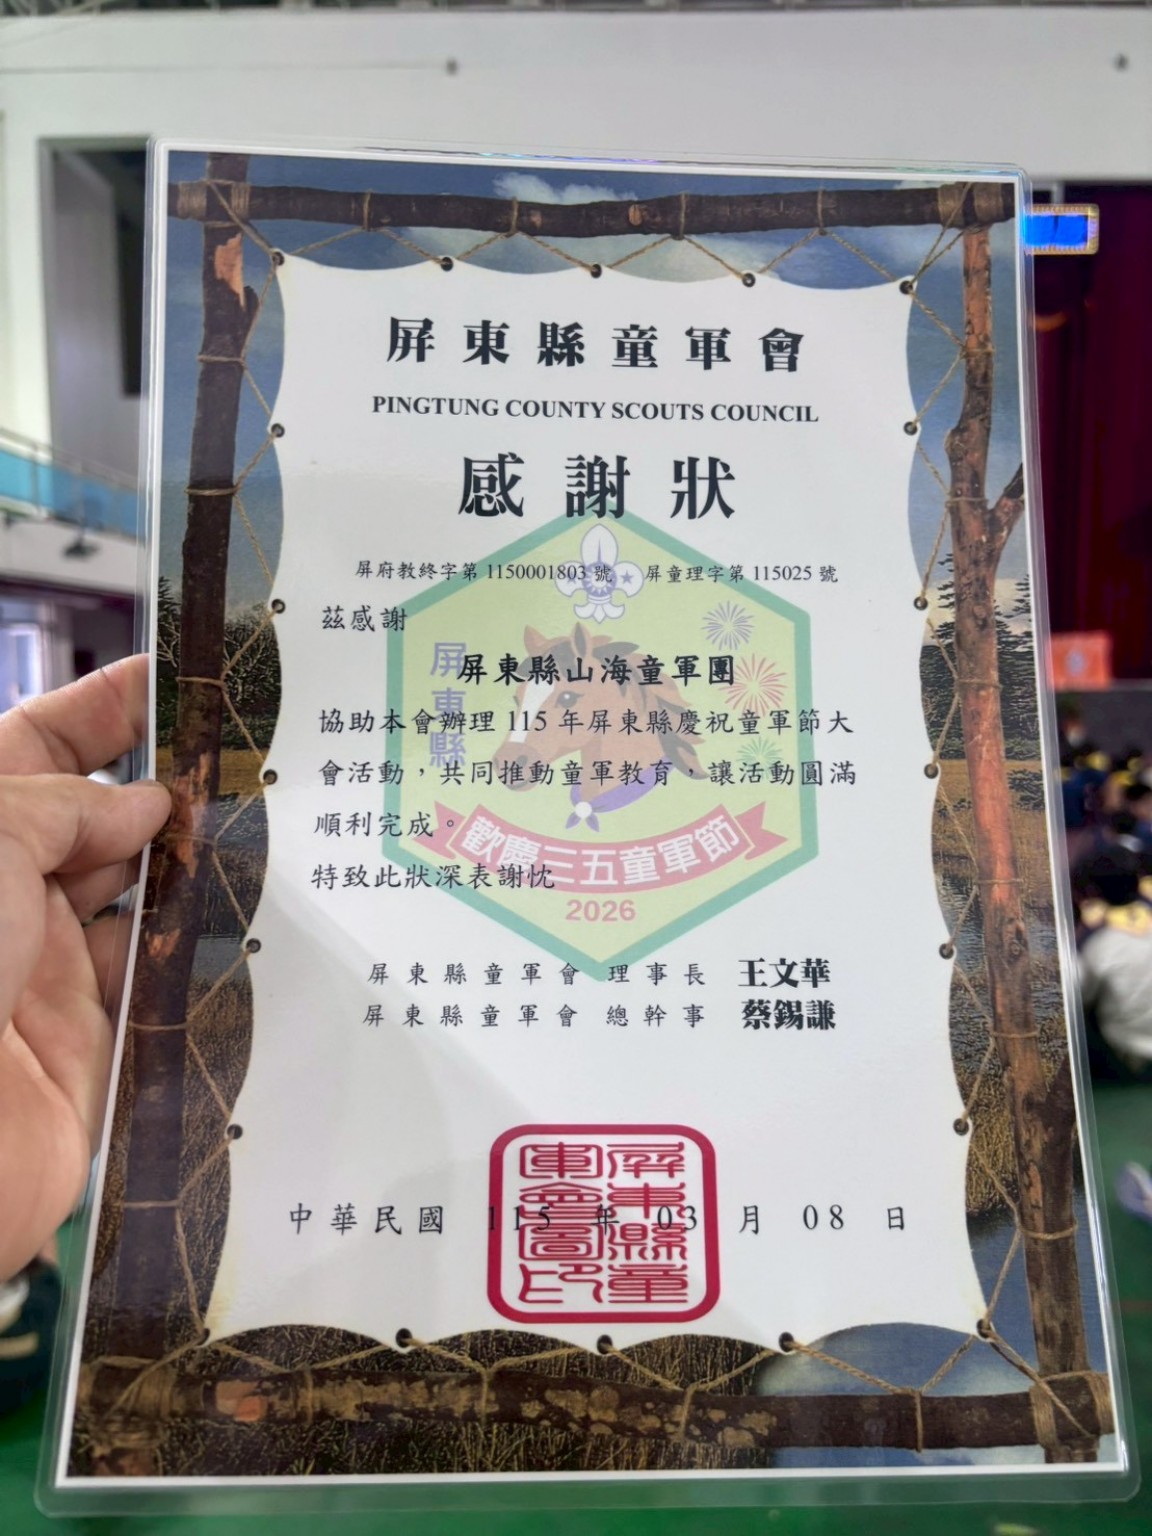 屏東縣童軍會
PINGTUNG COUNTY SCOUTS COUNCIL
感謝狀
屏府教終字第 1150001803 號 屏童理字第 115025 號
茲感謝
屏東縣山海童軍團
協助本會辦理 115 年屏東縣慶祝童軍節大
會活動，共同推動童軍教育，讓活動圓滿
順利完成。
特致此狀深表謝忱
屏東縣
歡慶三五童軍節
2026
屏東縣童軍會 理事長 王文華
屏東縣童軍會 總幹事 蔡錫謙
中華民國 115 年 03 月 08 日
屏東縣童
軍會圖印